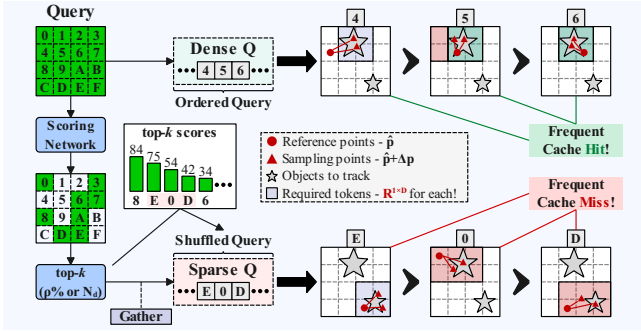 Query
0 1 2 3
4 5 6 7
8 9 A B
C D E F
Scoring
Network
0 1 2 3
4 5 6 7
8 9 A B
C D E F
top-k
(ρ% or Nd)
Gather
Dense Q
••• 4 5 6 •••
Ordered Query
top-k scores
84 75 54 42 34 •••
8 E 0 D 6
Shuffled Query
Sparse Q
••• E 0 D •••
4
5
6
Reference points - p̂
Sampling points - p̂+Δp
Objects to track
Required tokens - R^{1×D} for each!
Frequent
Cache Hit!
Frequent
Cache Miss!
E
0
D